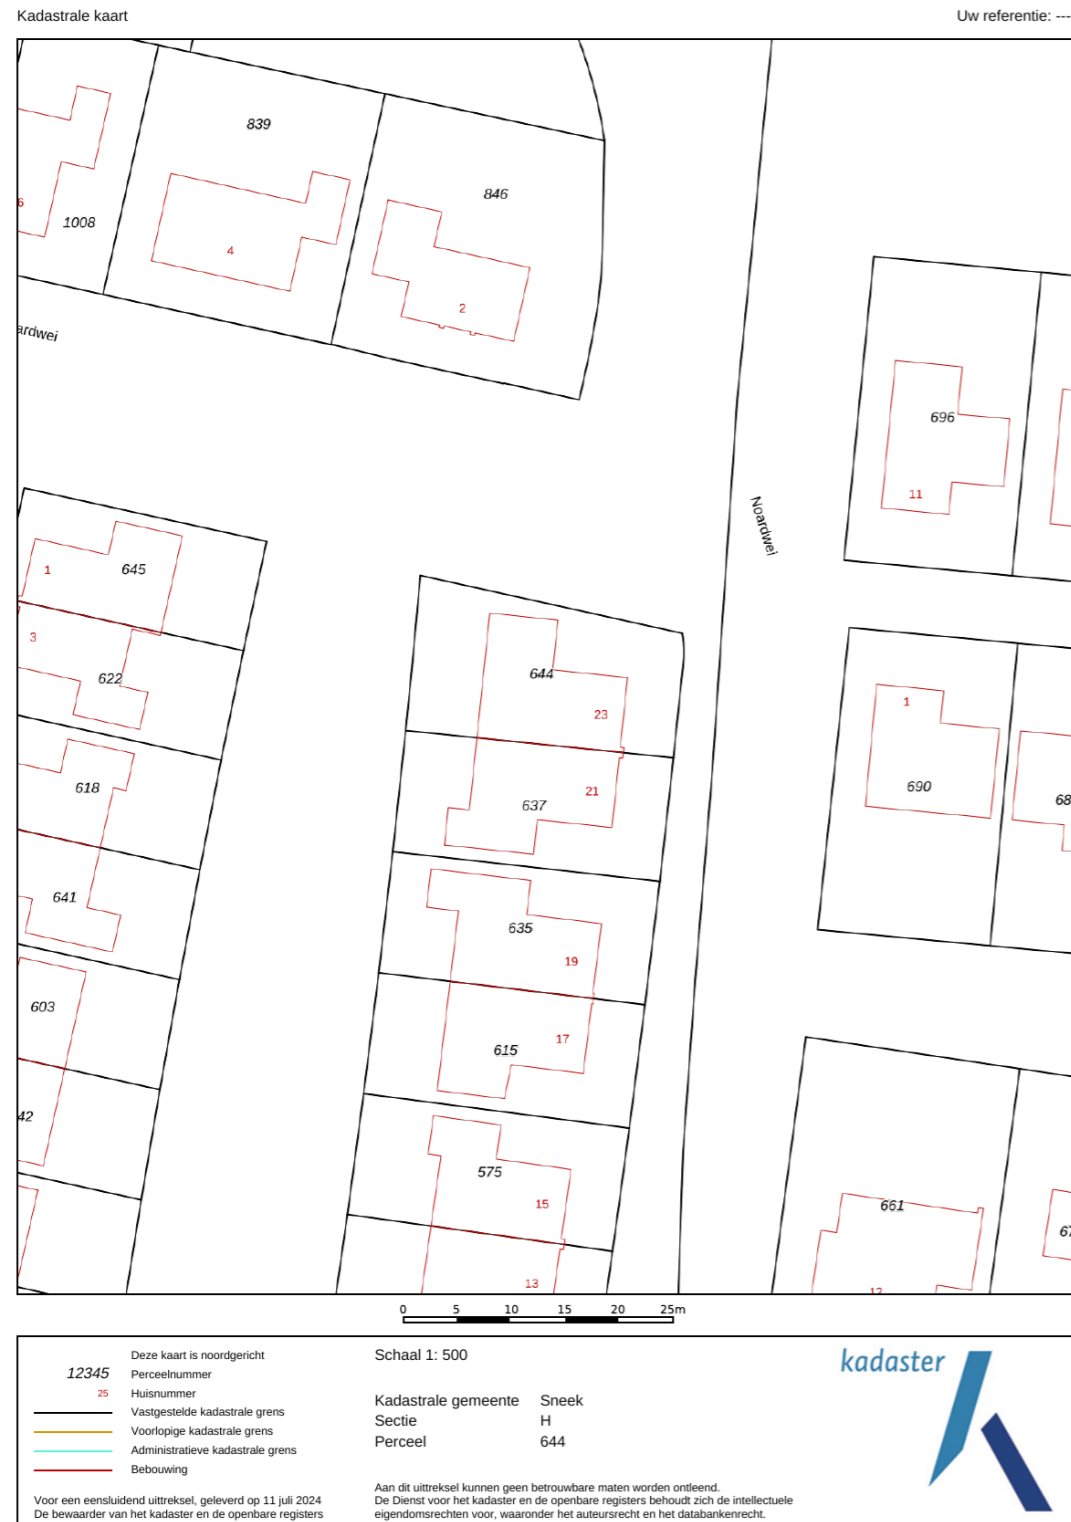 Kadastrale kaart
Uw referentie: ---
839
846
1008
6
4
2
ardwei
696
11
Noardwei
645
1
3
622
644
23
1
690
68
618
637
21
641
635
19
603
615
17
42
575
15
661
67
13
12
0 5 10 15 20 25m
Deze kaart is noordgericht
12345 Perceelnummer
25 Huisnummer
Vastgestelde kadastrale grens
Voorlopige kadastrale grens
Administratieve kadastrale grens
Bebouwing
Voor een eensluidend uittreksel, geleverd op 11 juli 2024
De bewaarder van het kadaster en de openbare registers
Schaal 1: 500
Kadastrale gemeente Sneek
Sectie H
Perceel 644
Aan dit uittreksel kunnen geen betrouwbare maten worden ontleend.
De Dienst voor het kadaster en de openbare registers behoudt zich de intellectuele
eigendomsrechten voor, waaronder het auteursrecht en het databankenrecht.
kadaster